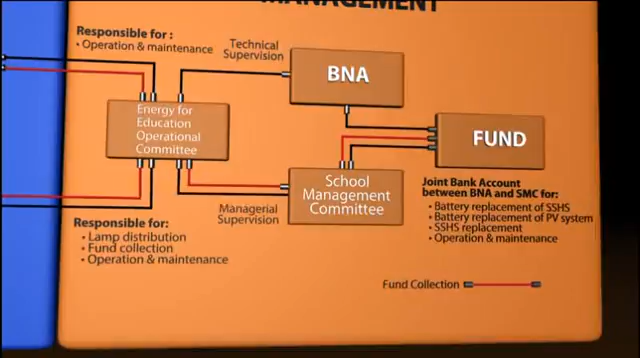 MANAGEMENT
Responsible for :
• Operation & maintenance
Technical
Supervision
BNA
Energy for
Education
Operational
Committee
FUND
School
Management
Committee
Joint Bank Account
between BNA and SMC for:
• Battery replacement of SSHS
• Battery replacement of PV system
• SSHS replacement
• Operation & maintenance
Managerial
Supervision
Responsible for:
• Lamp distribution
• Fund collection
• Operation & maintenance
Fund Collection